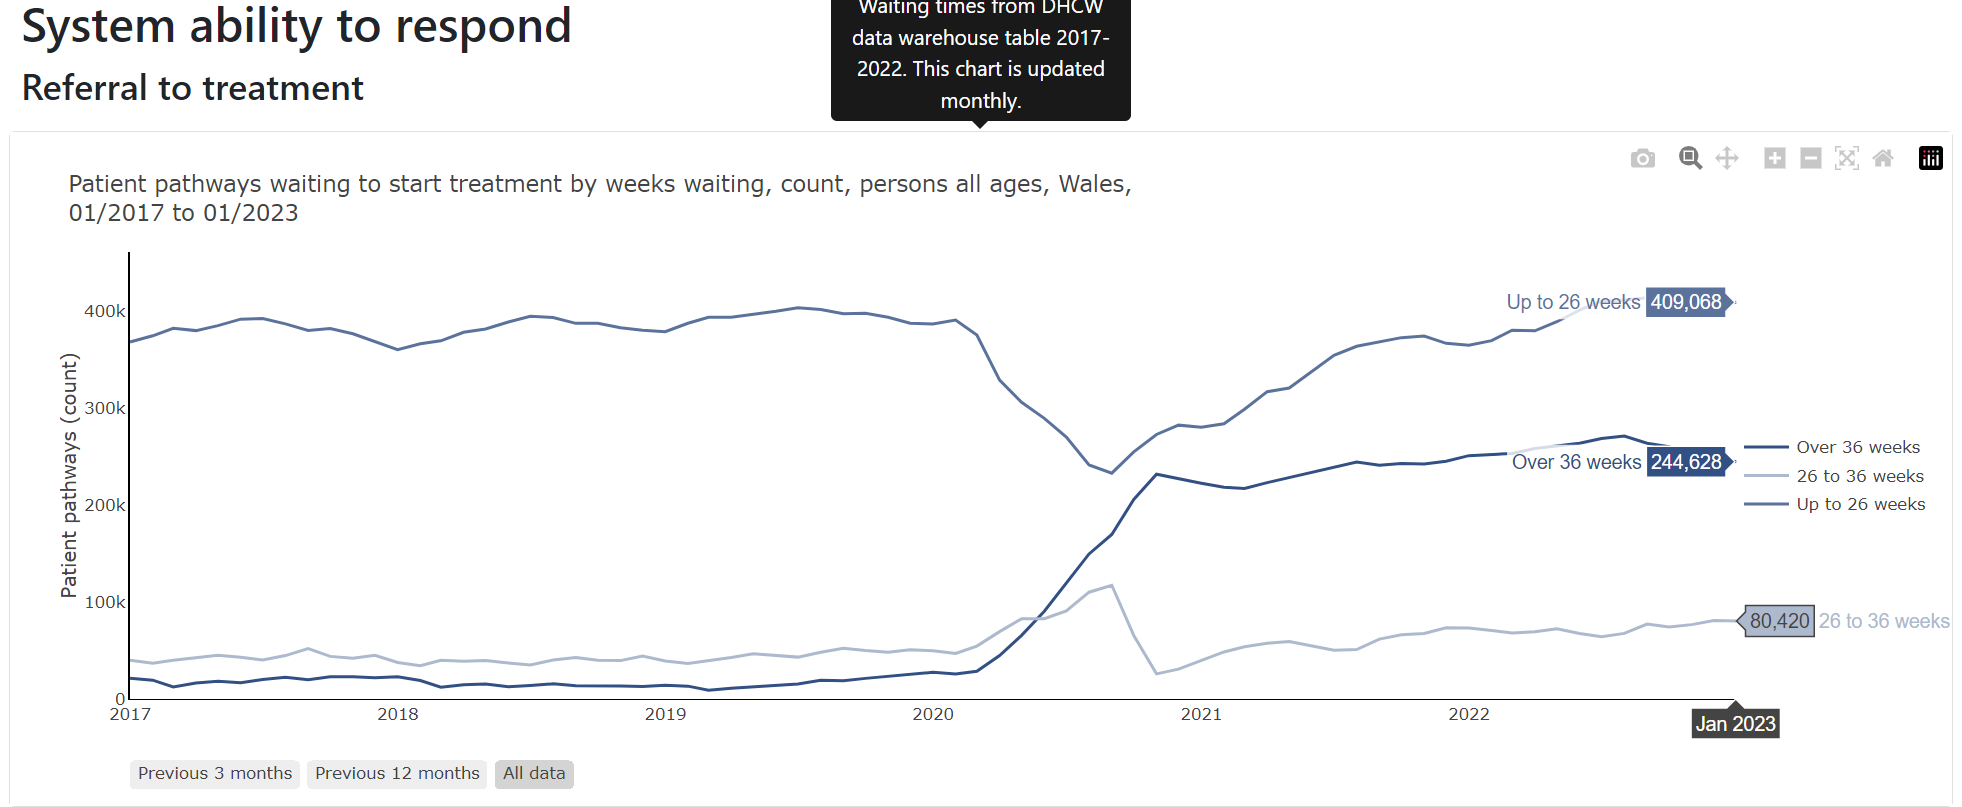 System ability to respond
Referral to treatment
Waiting times from DHCW
data warehouse table 2017-
2022. This chart is updated
monthly.
Patient pathways waiting to start treatment by weeks waiting, count, persons all ages, Wales,
01/2017 to 01/2023
Patient pathways (count)
400k
300k
200k
100k
0
2017
2018
2019
2020
2021
2022
Jan 2023
Up to 26 weeks 409,068
Over 36 weeks 244,628
80,420 26 to 36 weeks
Over 36 weeks
26 to 36 weeks
Up to 26 weeks
Previous 3 months
Previous 12 months
All data